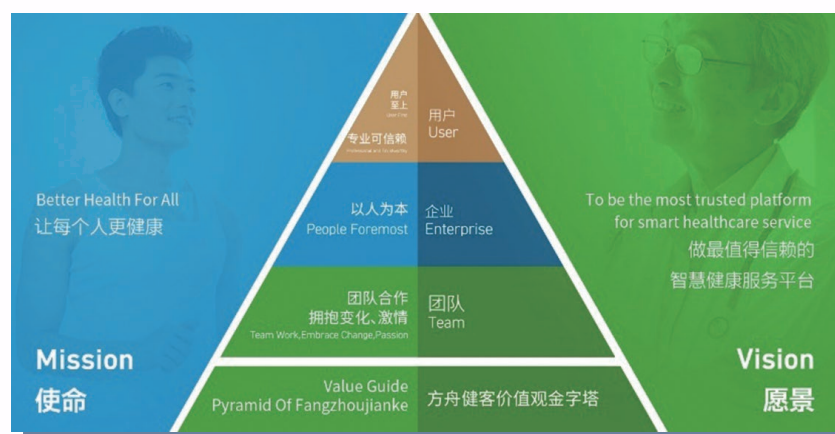 Better Health For All
让每个人更健康
Mission
使命
用户
至上
专业可信赖
用户
User
以人为本
People Foremost
企业
Enterprise
团队合作
拥抱变化、激情
Team Work,Embrace Change,Passion
团队
Team
Value Guide
Pyramid Of Fangzhoujianke
方舟健客价值观金字塔
To be the most trusted platform
for smart healthcare service
做最值得信赖的
智慧健康服务平台
Vision
愿景